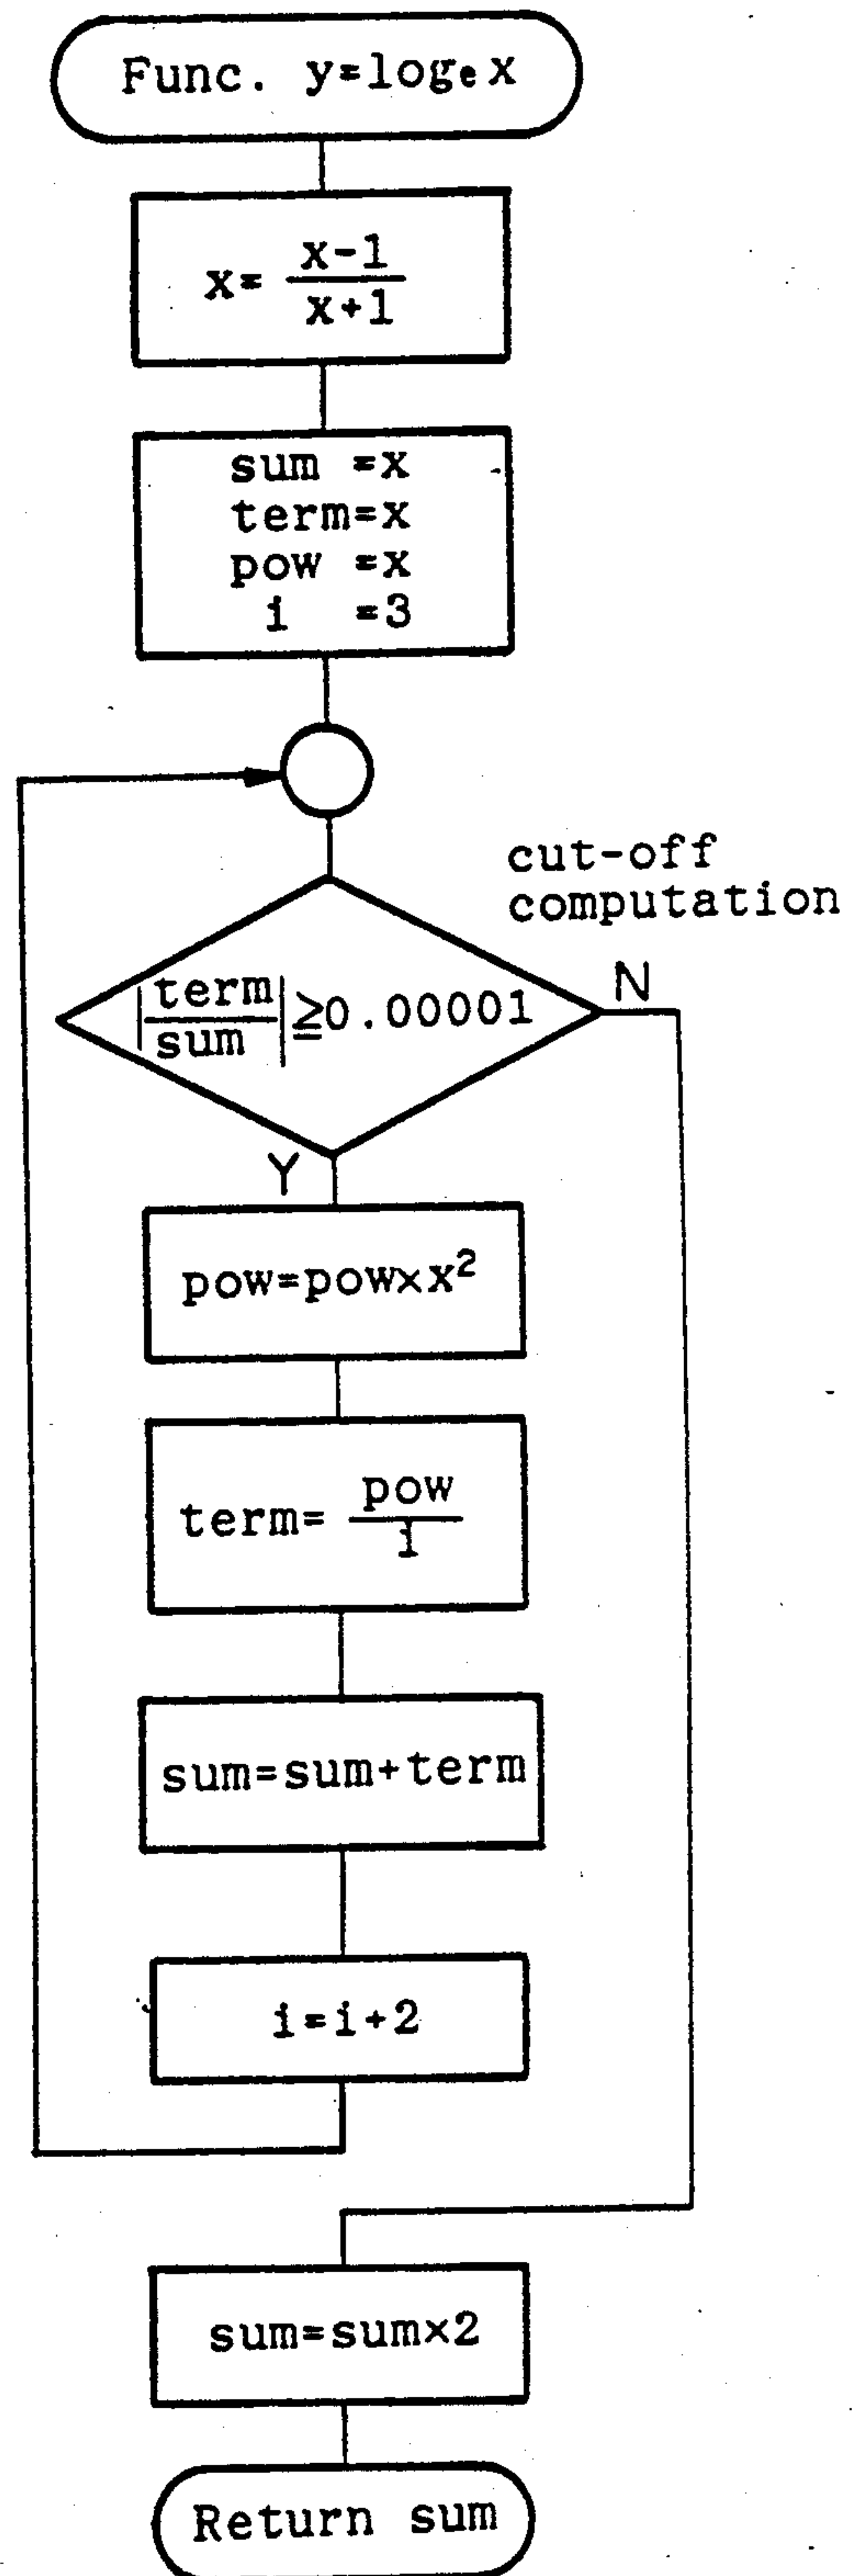 Func. y=logₑx
x= x-1
x+1
sum =x
term=x
pow =x
i =3
cut-off
computation
|term
sum|≧0.00001
N
Y
pow=pow×x²
term= pow
i
sum=sum+term
i=i+2
sum=sum×2
Return sum